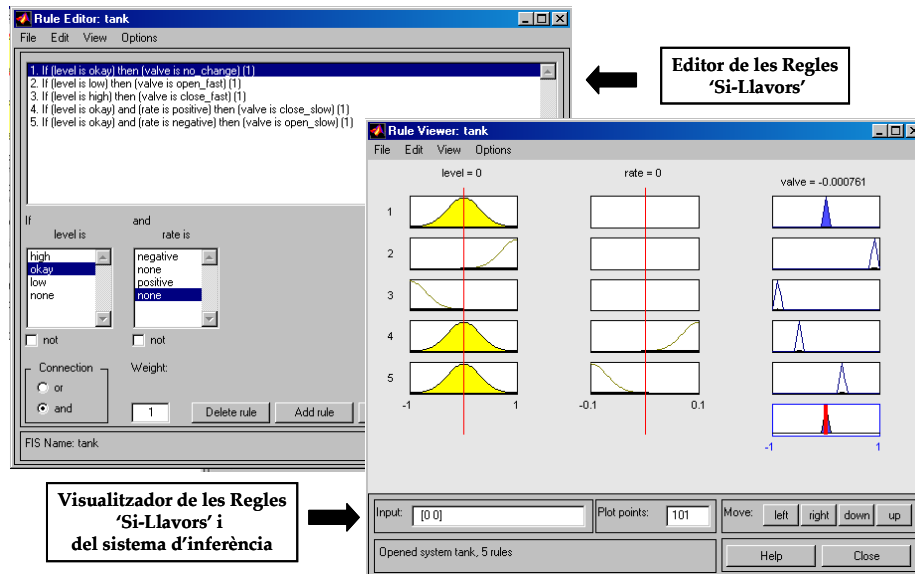 Rule Editor: tank
File Edit View Options
1. If (level is okay) then (valve is no_change) (1)
2. If (level is low) then (valve is open_fast) (1)
3. If (level is high) then (valve is close_fast) (1)
4. If (level is okay) and (rate is positive) then (valve is close_slow) (1)
5. If (level is okay) and (rate is negative) then (valve is open_slow) (1)
If
and
level is
rate is
high
okay
low
none
negative
none
positive
none
not
not
Connection
or
and
Weight:
1
Delete rule
Add rule
FIS Name: tank
Editor de les Regles
‘Si-Llavors’
Rule Viewer: tank
File Edit View Options
level = 0
rate = 0
valve = -0.000761
1
2
3
4
5
-1
1
-0.1
0.1
-1
1
Input:
[0 0]
Plot points:
101
Move:
left
right
down
up
Opened system tank, 5 rules
Help
Close
Visualitzador de les Regles
‘Si-Llavors’ i
del sistema d’inferència